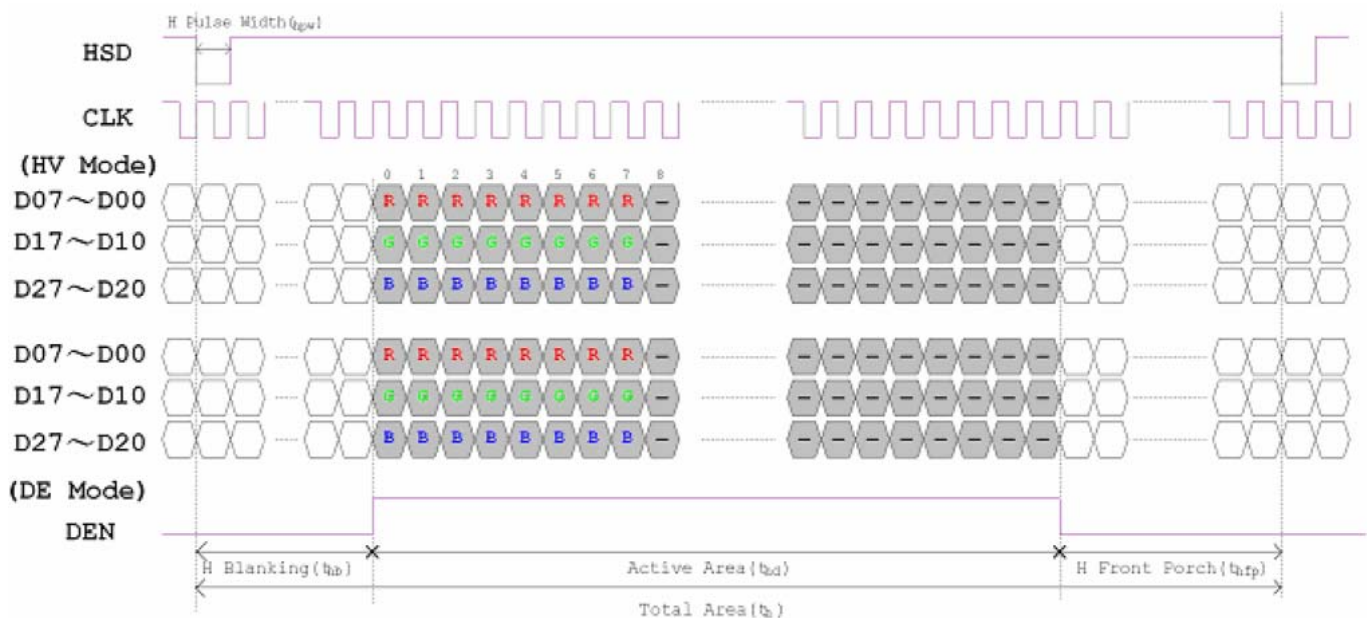 H Pulse Width(thpw)
HSD
CLK
(HV Mode)
0 1 2 3 4 5 6 7 8
D07～D00 R R R R R R R R — — — — — — — — —
D17～D10 G G G G G G G G — — — — — — — — —
D27～D20 B B B B B B B B — — — — — — — — —
D07～D00 R R R R R R R R — — — — — — — — —
D17～D10 G G G G G G G G — — — — — — — — —
D27～D20 B B B B B B B B — — — — — — — — —
(DE Mode)
DEN
H Blanking(thb) Active Area(thd) H Front Porch(thfp)
Total Area(th)